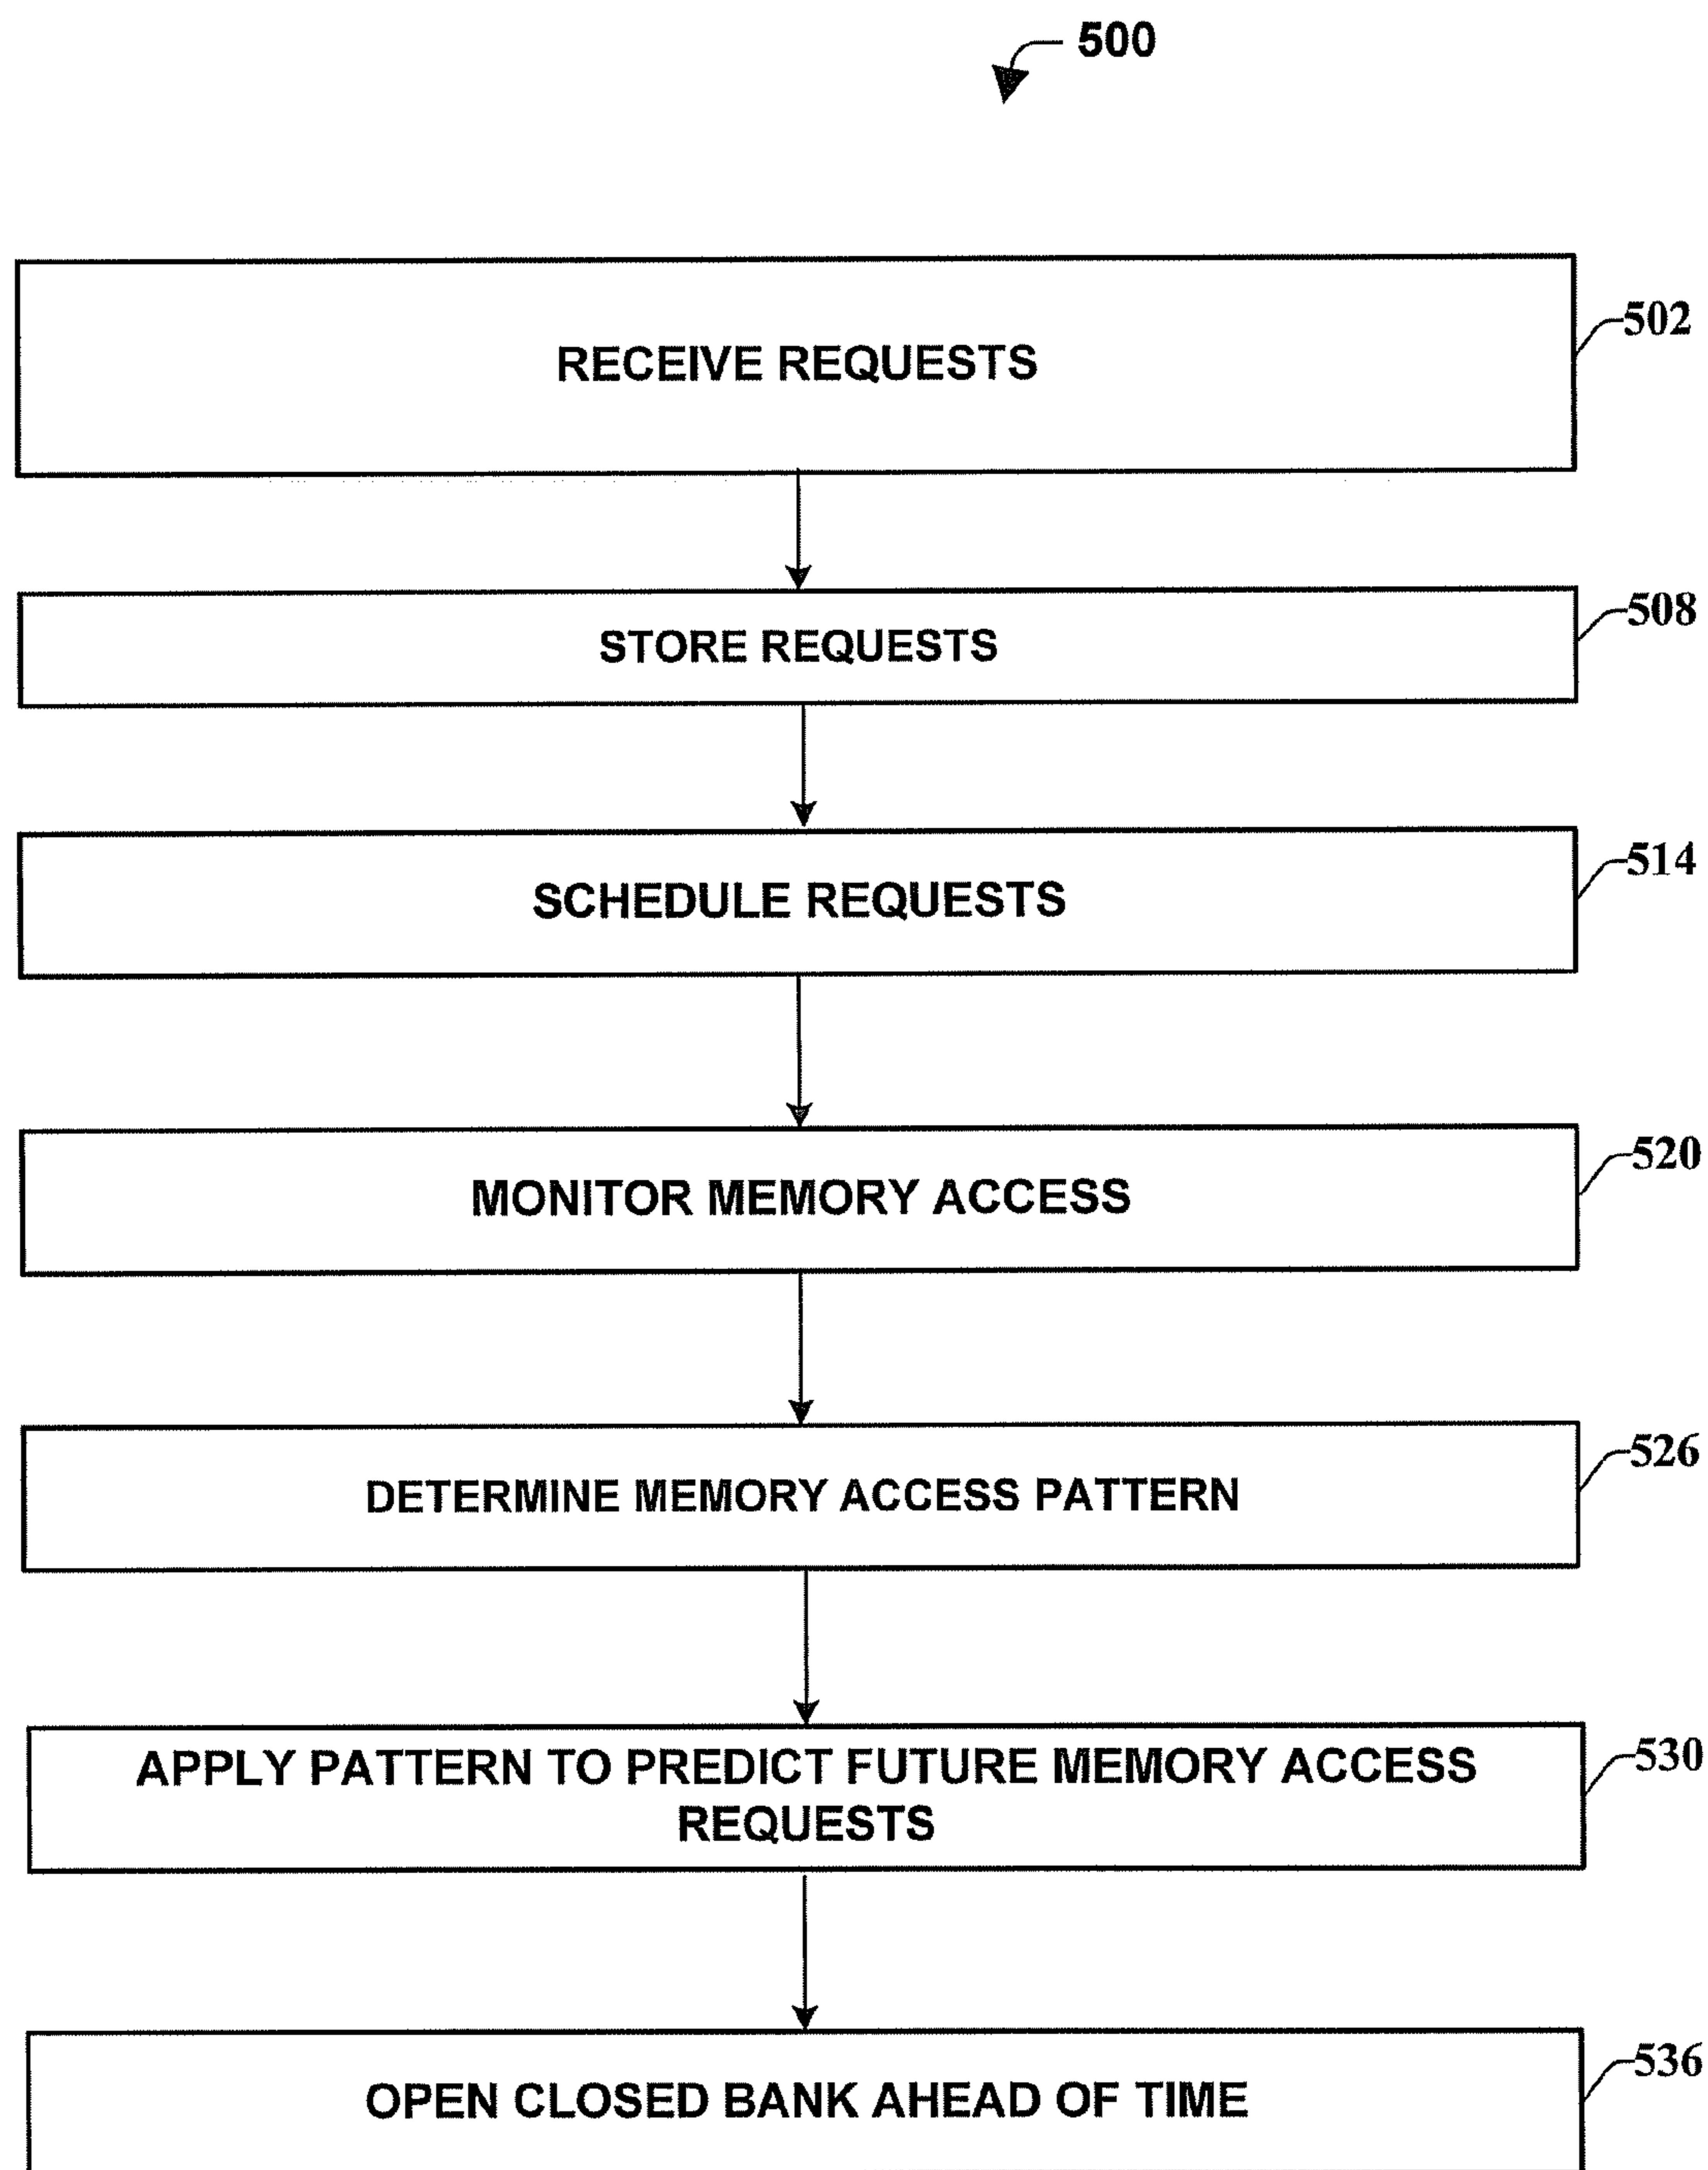 500
RECEIVE REQUESTS
502
STORE REQUESTS
508
SCHEDULE REQUESTS
514
MONITOR MEMORY ACCESS
520
DETERMINE MEMORY ACCESS PATTERN
526
APPLY PATTERN TO PREDICT FUTURE MEMORY ACCESS
REQUESTS
530
OPEN CLOSED BANK AHEAD OF TIME
536